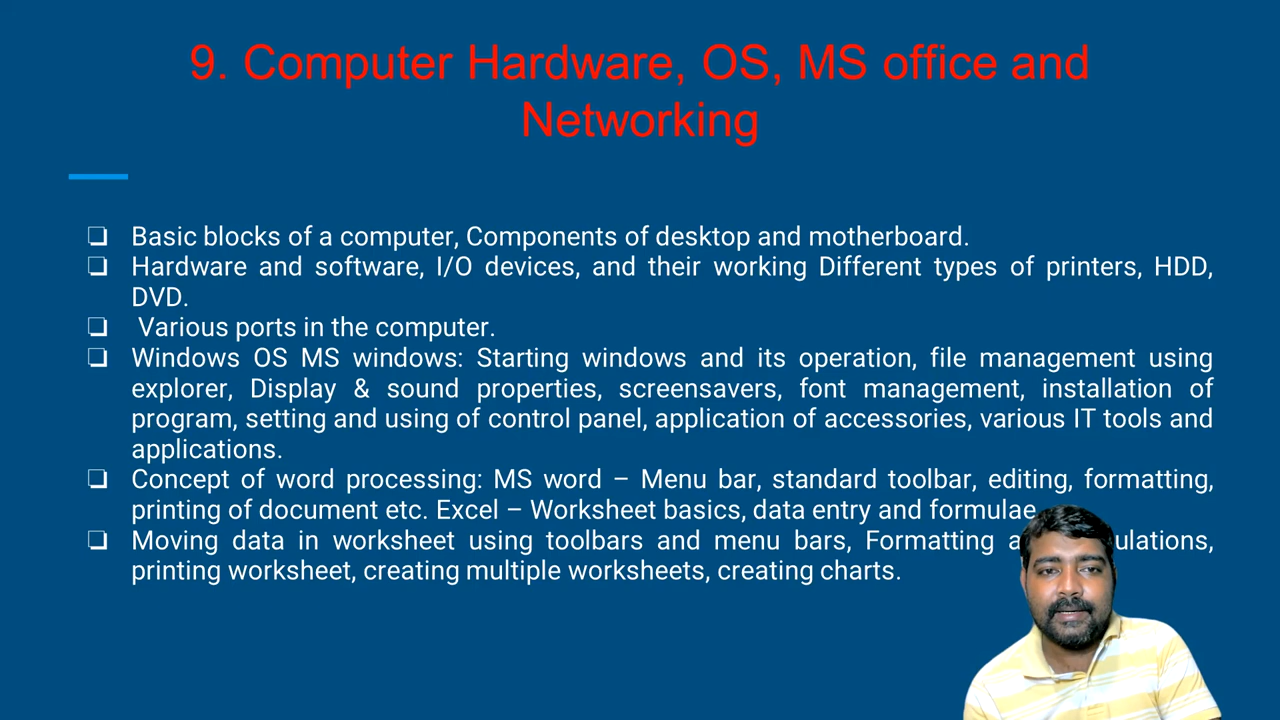 9. Computer Hardware, OS, MS office and
Networking
Basic blocks of a computer, Components of desktop and motherboard.
Hardware and software, I/O devices, and their working Different types of printers, HDD,
DVD.
Various ports in the computer.
Windows OS MS windows: Starting windows and its operation, file management using
explorer, Display & sound properties, screensavers, font management, installation of
program, setting and using of control panel, application of accessories, various IT tools and
applications.
Concept of word processing: MS word – Menu bar, standard toolbar, editing, formatting,
printing of document etc. Excel – Worksheet basics, data entry and formulae
Moving data in worksheet using toolbars and menu bars, Formatting
printing worksheet, creating multiple worksheets, creating charts.